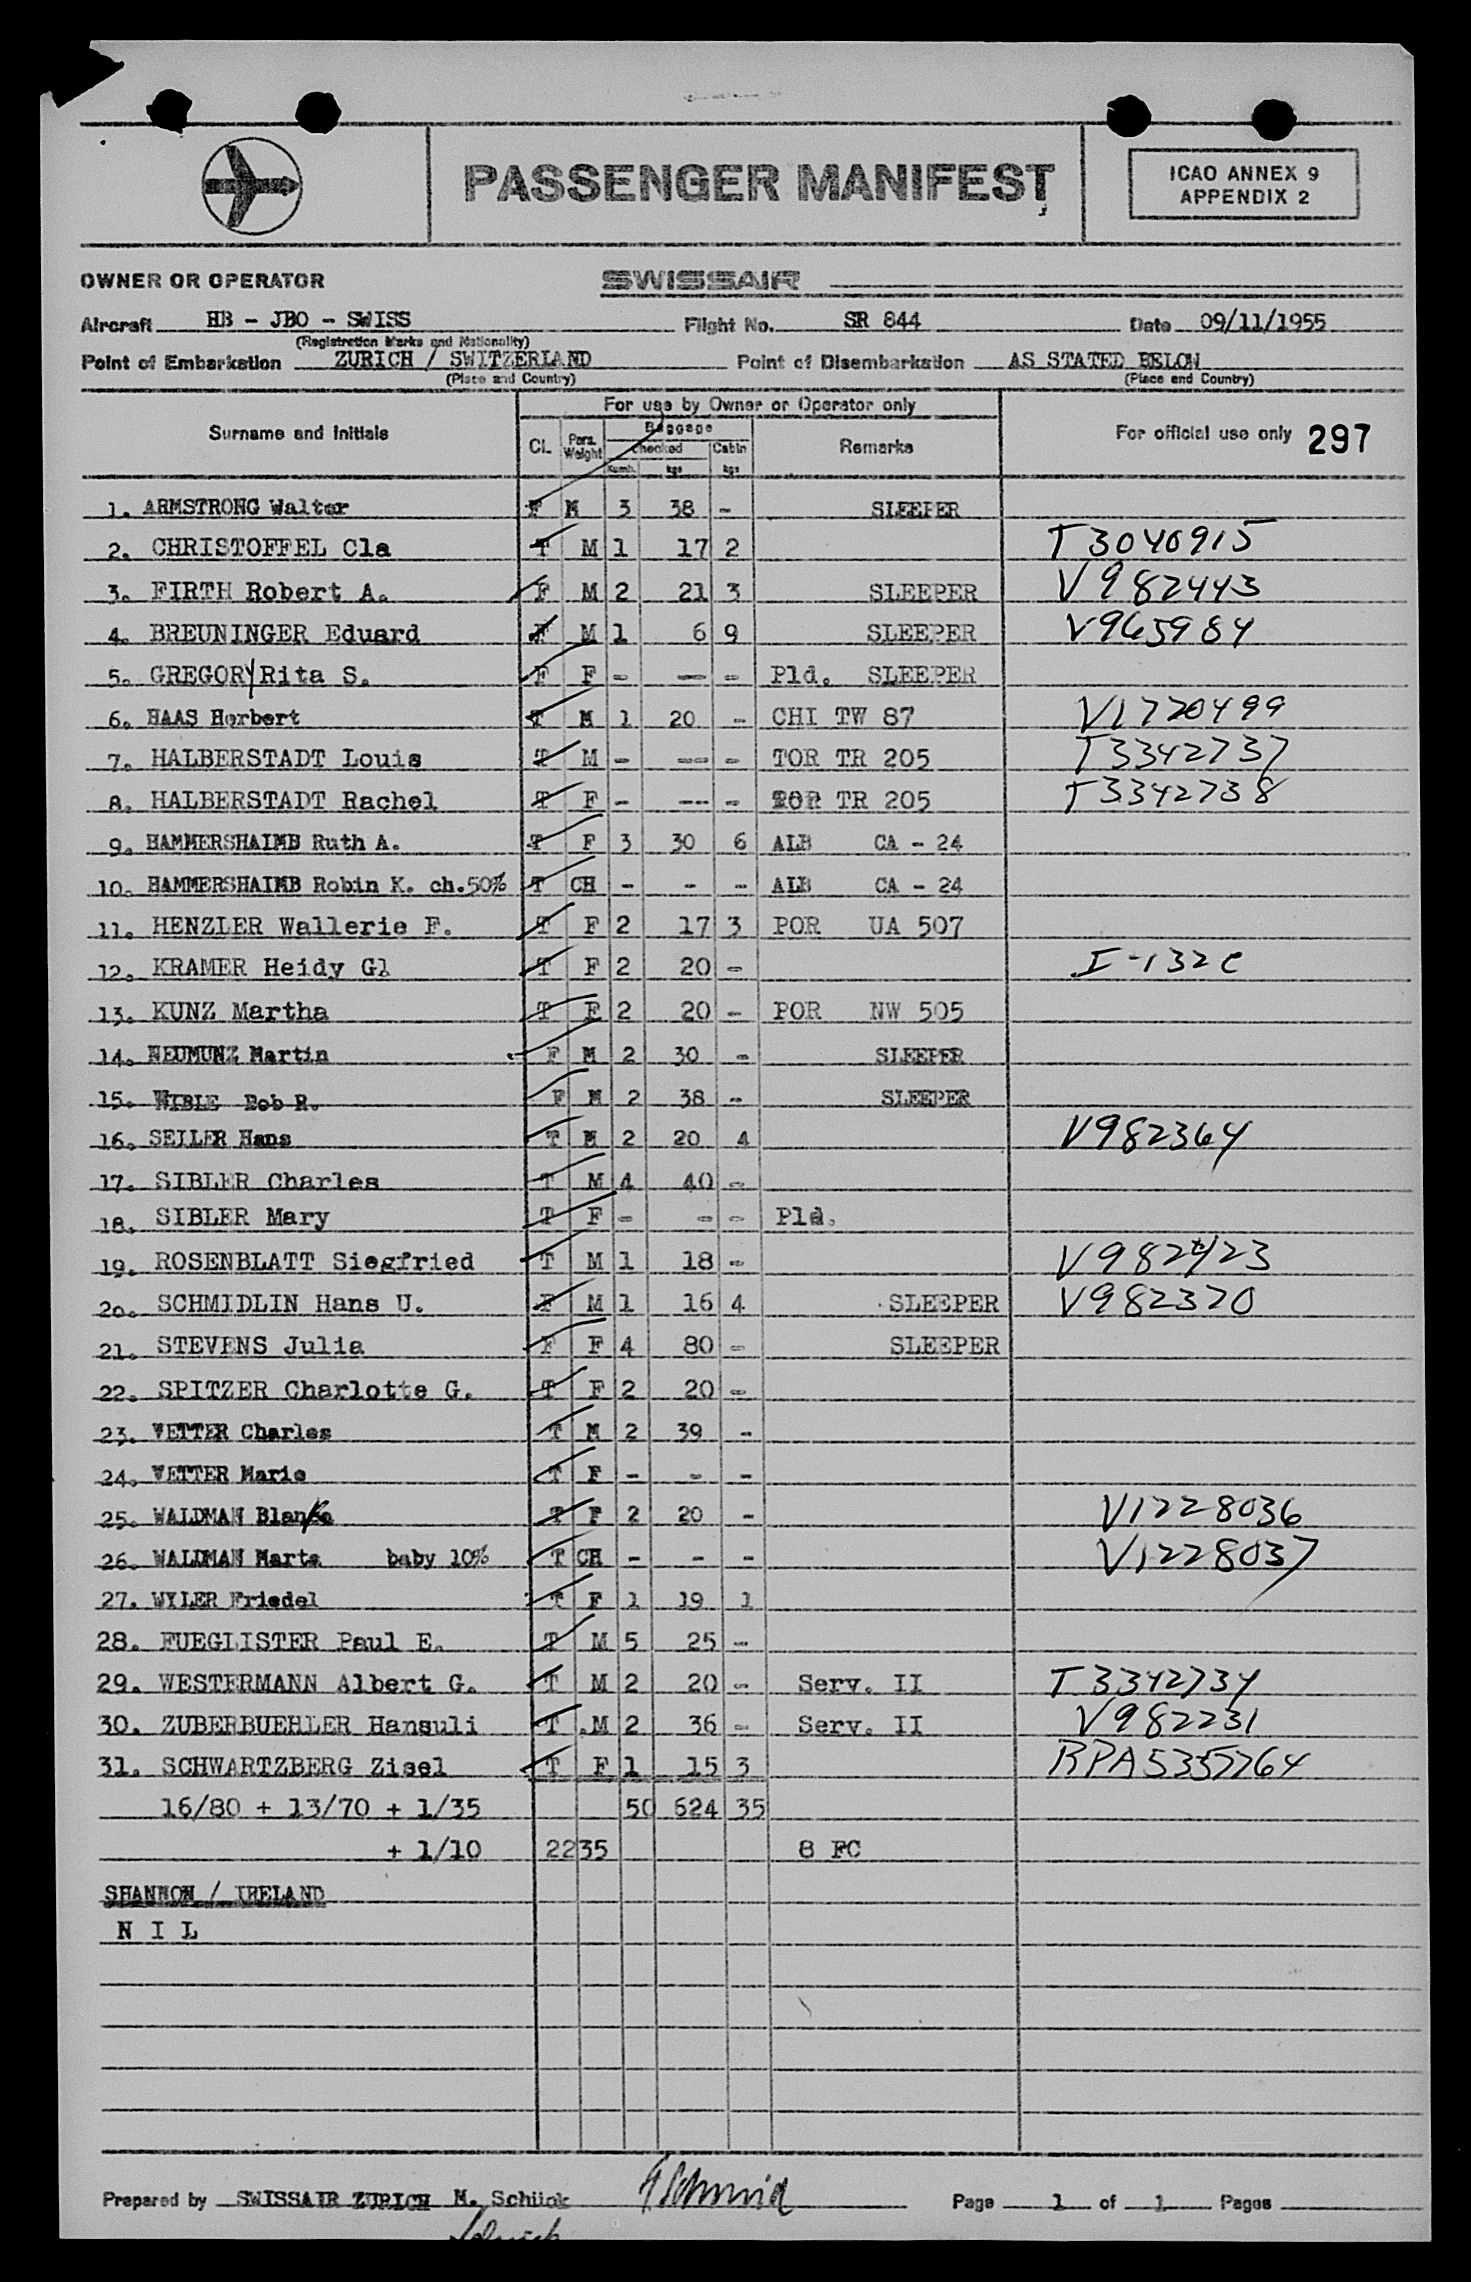 PASSENGER MANIFEST
ICAO ANNEX 9
APPENDIX 2
OWNER OR OPERATOR SWISSAIR
Aircraft HB - JBO - SWISS Flight No. SR 844 Date 09/11/1955
(Registration Marks and Nationality)
Point of Embarkation ZURICH / SWITZERLAND Point of Disembarkation AS STATED BELOW
(Place and Country) (Place and Country)
For use by Owner or Operator only
Surname and Initials CL. Pers. Weight Baggage Checked Cabin Remarks For official use only 297
Numb. kgs kgs
1. ARMSTRONG Walter F M 3 38 - SLEEPER
2. CHRISTOFFEL Cla T M 1 17 2 T3040915
3. FIRTH Robert A. F M 2 21 3 SLEEPER V982443
4. BREUNINGER Eduard F M 1 6 9 SLEEPER V965984
5. GREGORY Rita S. F F - -- - Pld. SLEEPER
6. HAAS Herbert T M 1 20 - CHI TW 87 V1720499
7. HALBERSTADT Louis T M - -- - TOR TR 205 T3342737
8. HALBERSTADT Rachel T F - -- - TOR TR 205 T3342738
9. HAMMERSHAIMB Ruth A. T F 3 30 6 ALB CA - 24
10. HAMMERSHAIMB Robin K. ch.50% T CH - - - ALB CA - 24
11. HENZLER Wallerie F. T F 2 17 3 POR UA 507
12. KRAMER Heidy Gl T F 2 20 - I-132c
13. KUNZ Martha T F 2 20 - POR NW 505
14. NEUMUNZ Martin F M 2 30 - SLEEPER
15. WIBLE Bob R. F M 2 38 - SLEEPER
16. SEILER Hans T M 2 20 4 V982364
17. SIBLER Charles T M 4 40 -
18. SIBLER Mary T F - - - Pld.
19. ROSENBLATT Siegfried T M 1 18 - V982123
20. SCHMIDLIN Hans U. F M 1 16 4 SLEEPER V982320
21. STEVENS Julia F F 4 80 - SLEEPER
22. SPITZER Charlotte G. T F 2 20 -
23. VETTER Charles T M 2 39 -
24. VETTER Marie T F - - -
25. WALDMAN Blanka T F 2 20 - V1228036
26. WALDMAN Marta baby 10% T CH - - - V1228037
27. WYLER Friedel T F 1 19 1
28. FUEGLISTER Paul E. T M 5 25 -
29. WESTERMANN Albert G. T M 2 20 - Serv. II T3342734
30. ZUBERBUEHLER Hansuli T M 2 36 - Serv. II V982231
31. SCHWARTZBERG Zisel T F 1 15 3 RPA5357764
16/80 + 13/70 + 1/35 50 624 35
+ 1/10 2235 8 FC
SHANNON / IRELAND
N I L
Prepared by SWISSAIR ZURICH M. Schück Schmid Page 1 of 1 Pages